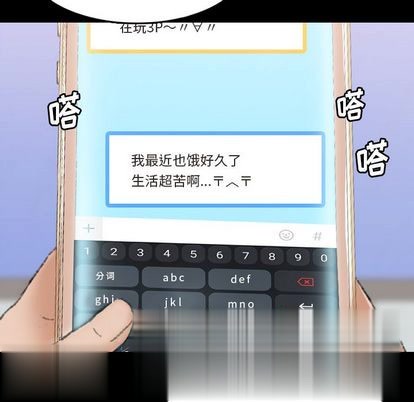 在玩3P～〃∀〃
嗒
嗒
嗒
我最近也饿好久了
生活超苦啊...〒︿〒
+
#
1 2 3 4 5 6 7 8 9 0
分词 abc def
ghi jkl mno